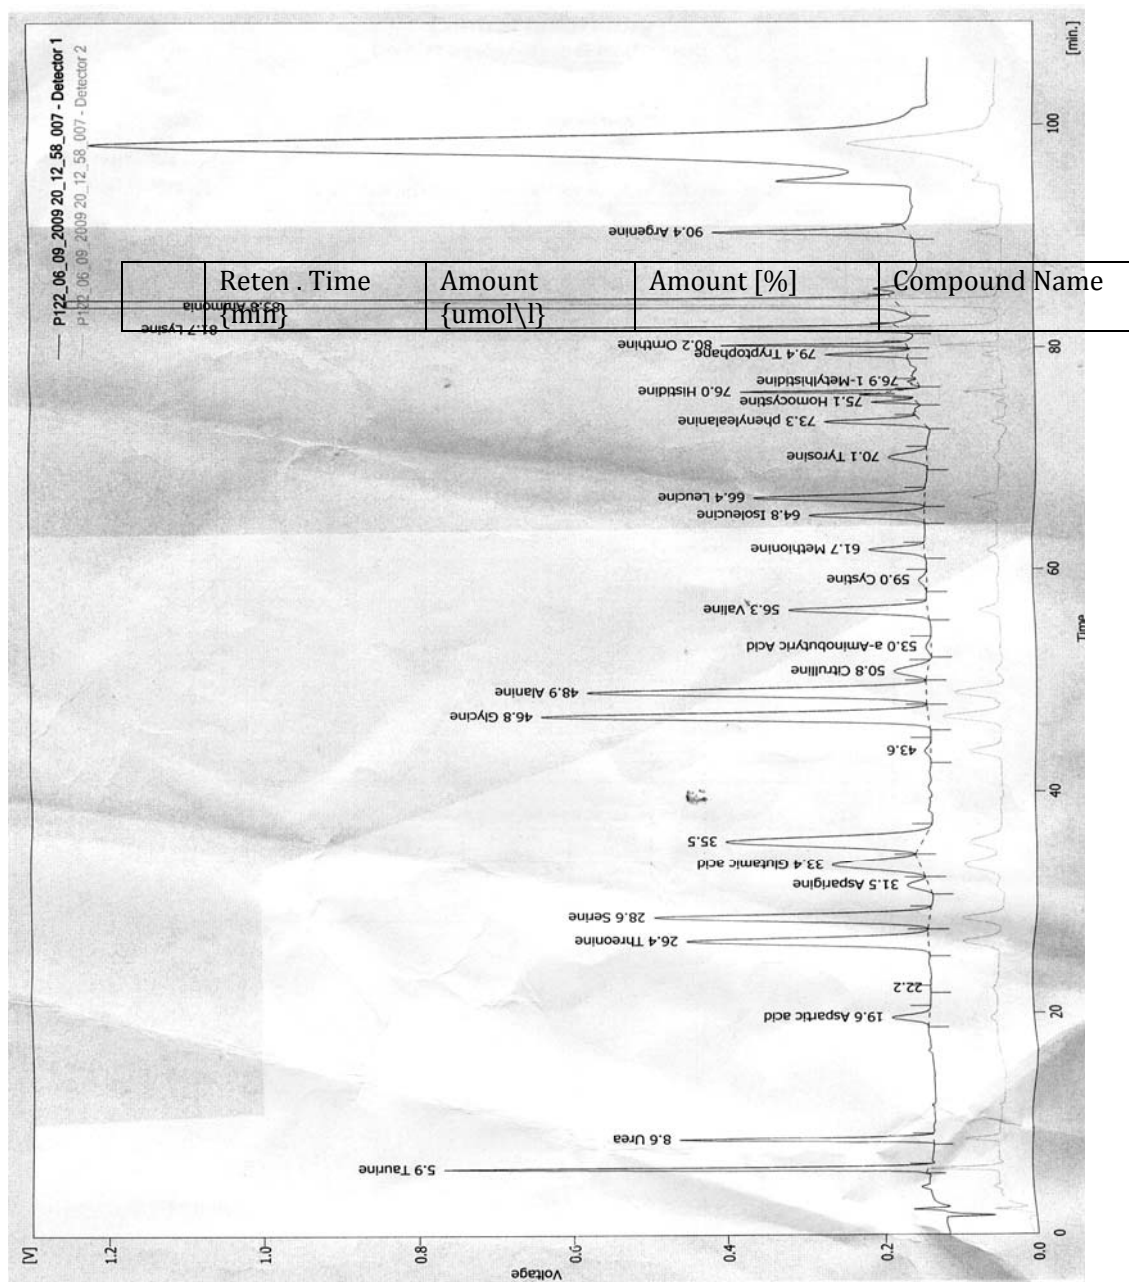 P122_06_09_2009 20_12_58_007 - Detector 1
P122_06_09_2009 20_12_58_007 - Detector 2
[min.]
100
80
60
40
20
0
Time
Reten . Time {min}
Amount {umol\l}
Amount [%]
Compound Name
90.4 Argenine
83.8 Ammonia
81.7 Lysine
80.2 Ornthine
79.4 Tryptophage
76.9 1-Metylhistidine
76.0 Histidine
75.1 Homocystine
73.3 phenylealanine
70.1 Tyrosine
66.4 Leucine
64.8 Isoleucine
61.7 Methionine
59.0 Cystine
56.3 Valine
53.0 a-Aminobutyric Acid
50.8 Citrulline
48.9 Alanine
46.8 Glycine
43.6
35.5
33.4 Glutamic acid
31.5 Asparigine
28.6 Serine
26.4 Threonine
22.2
19.6 Aspartic acid
8.6 Urea
5.9 Taurine
[V]
1.2
1.0
0.8
0.6
0.4
0.2
0.0
Voltage